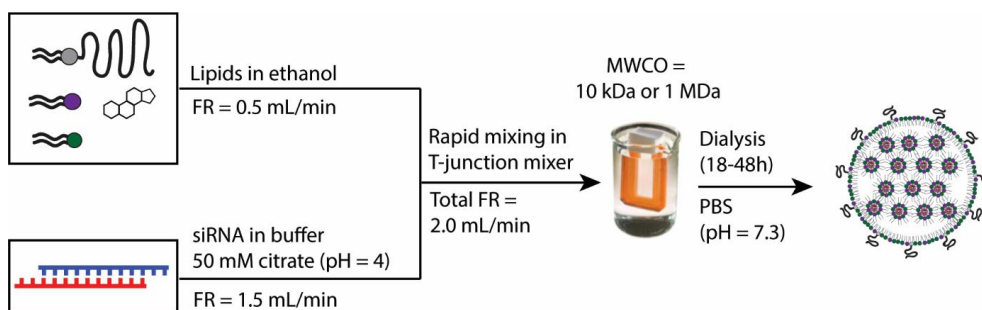 Lipids in ethanol
FR = 0.5 mL/min
siRNA in buffer
50 mM citrate (pH = 4)
FR = 1.5 mL/min
Rapid mixing in
T-junction mixer
Total FR =
2.0 mL/min
MWCO =
10 kDa or 1 MDa
Dialysis
(18-48h)
PBS
(pH = 7.3)